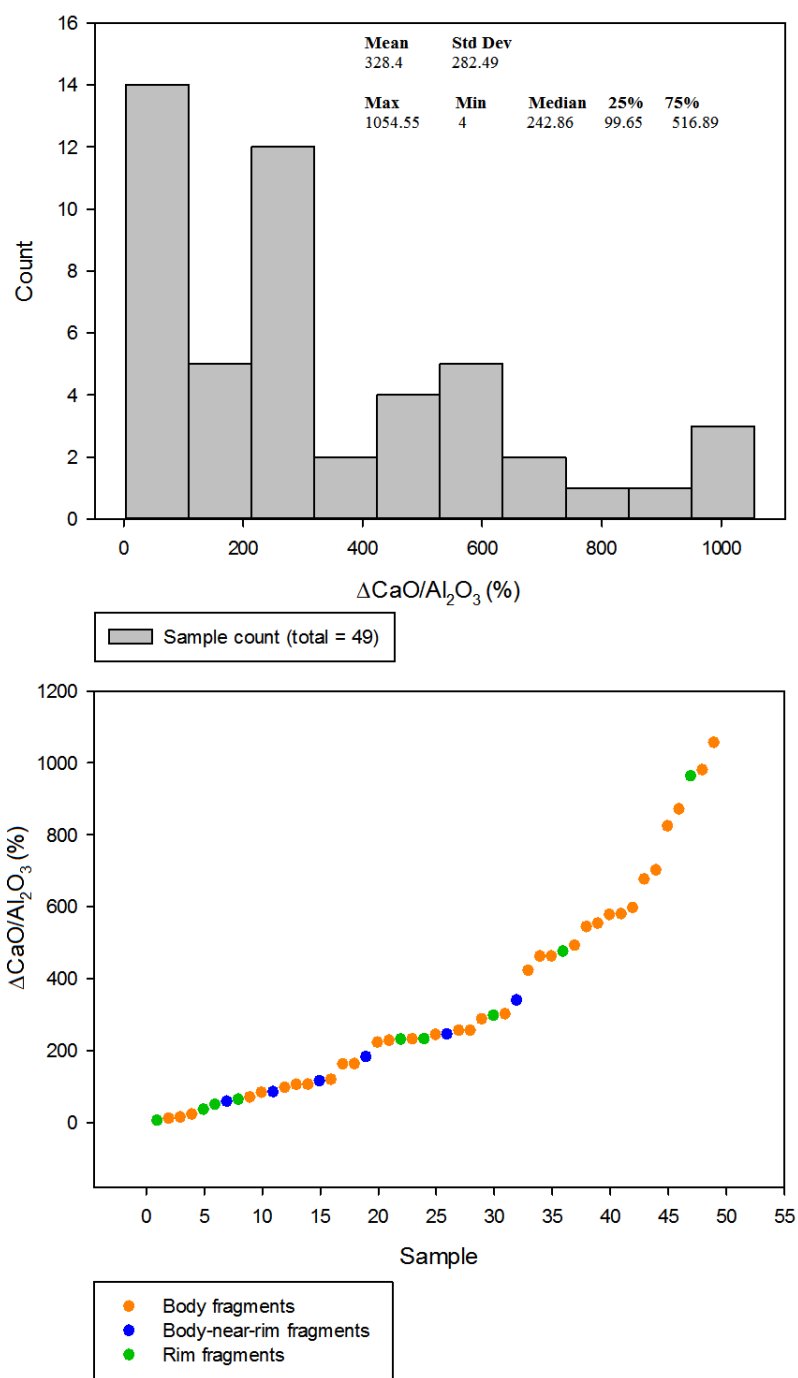 16
14
12
10
8
6
4
2
0
Count
Mean Std Dev
328.4 282.49
Max Min Median 25% 75%
1054.55 4 242.86 99.65 516.89
0 200 400 600 800 1000
ΔCaO/Al₂O₃ (%)
Sample count (total = 49)
1200
1000
800
600
400
200
0
ΔCaO/Al₂O₃ (%)
0 5 10 15 20 25 30 35 40 45 50 55
Sample
Body fragments
Body-near-rim fragments
Rim fragments